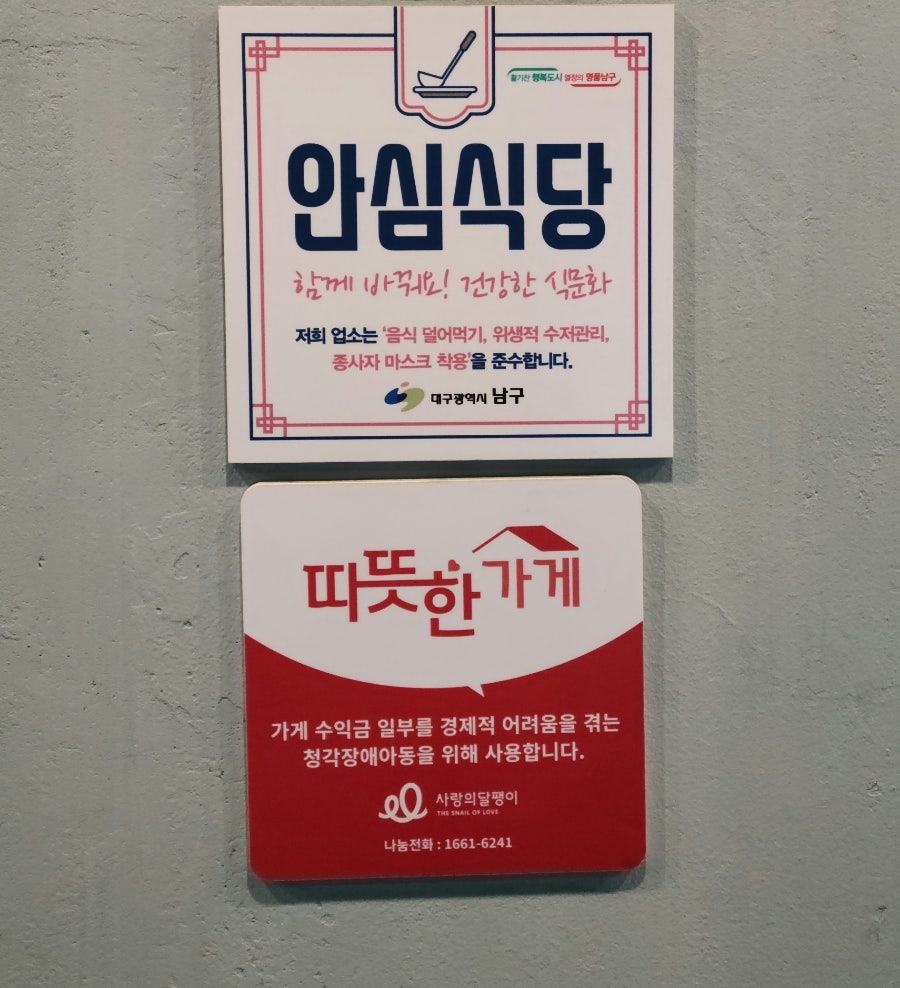 활기찬 행복도시 열정의 명품남구
안심식당
함께 바꿔요! 건강한 식문화
저희 업소는 '음식 덜어먹기, 위생적 수저관리,
종사자 마스크 착용'을 준수합니다.
대구광역시 남구
따뜻한가게
가게 수익금 일부를 경제적 어려움을 겪는
청각장애아동을 위해 사용합니다.
사랑의달팽이
THE SNAIL OF LOVE
나눔전화 : 1661-6241